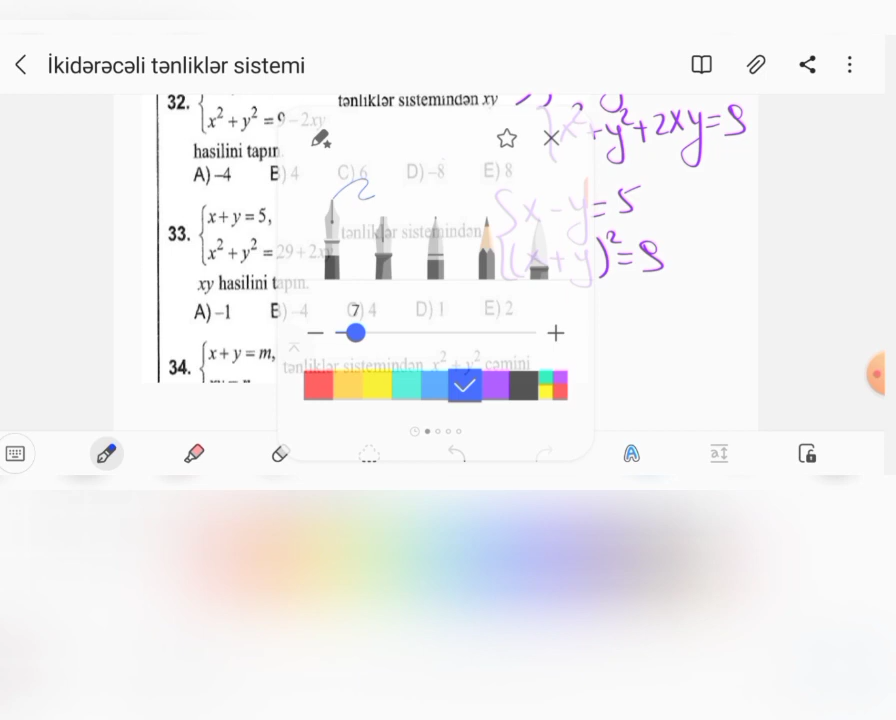 İkidərəcəli tənliklər sistemi
32. x² + y² = 9 − 2xy tənliklər sistemindən xy
hasilini tapın
A) −4 B) 4 C) 6 D) −8 E) 8
x² + y² + 2xy = 9
33. x + y = 5,
x² + y² = 29 + 2xy tənliklər sistemindən
xy hasilini tapın.
A) −1 B) −4 C) 4 D) 1 E) 2
x − y = 5
(x + y)² = 9
7
34. x + y = m,
tənliklər sistemindən x² + y² cəmini